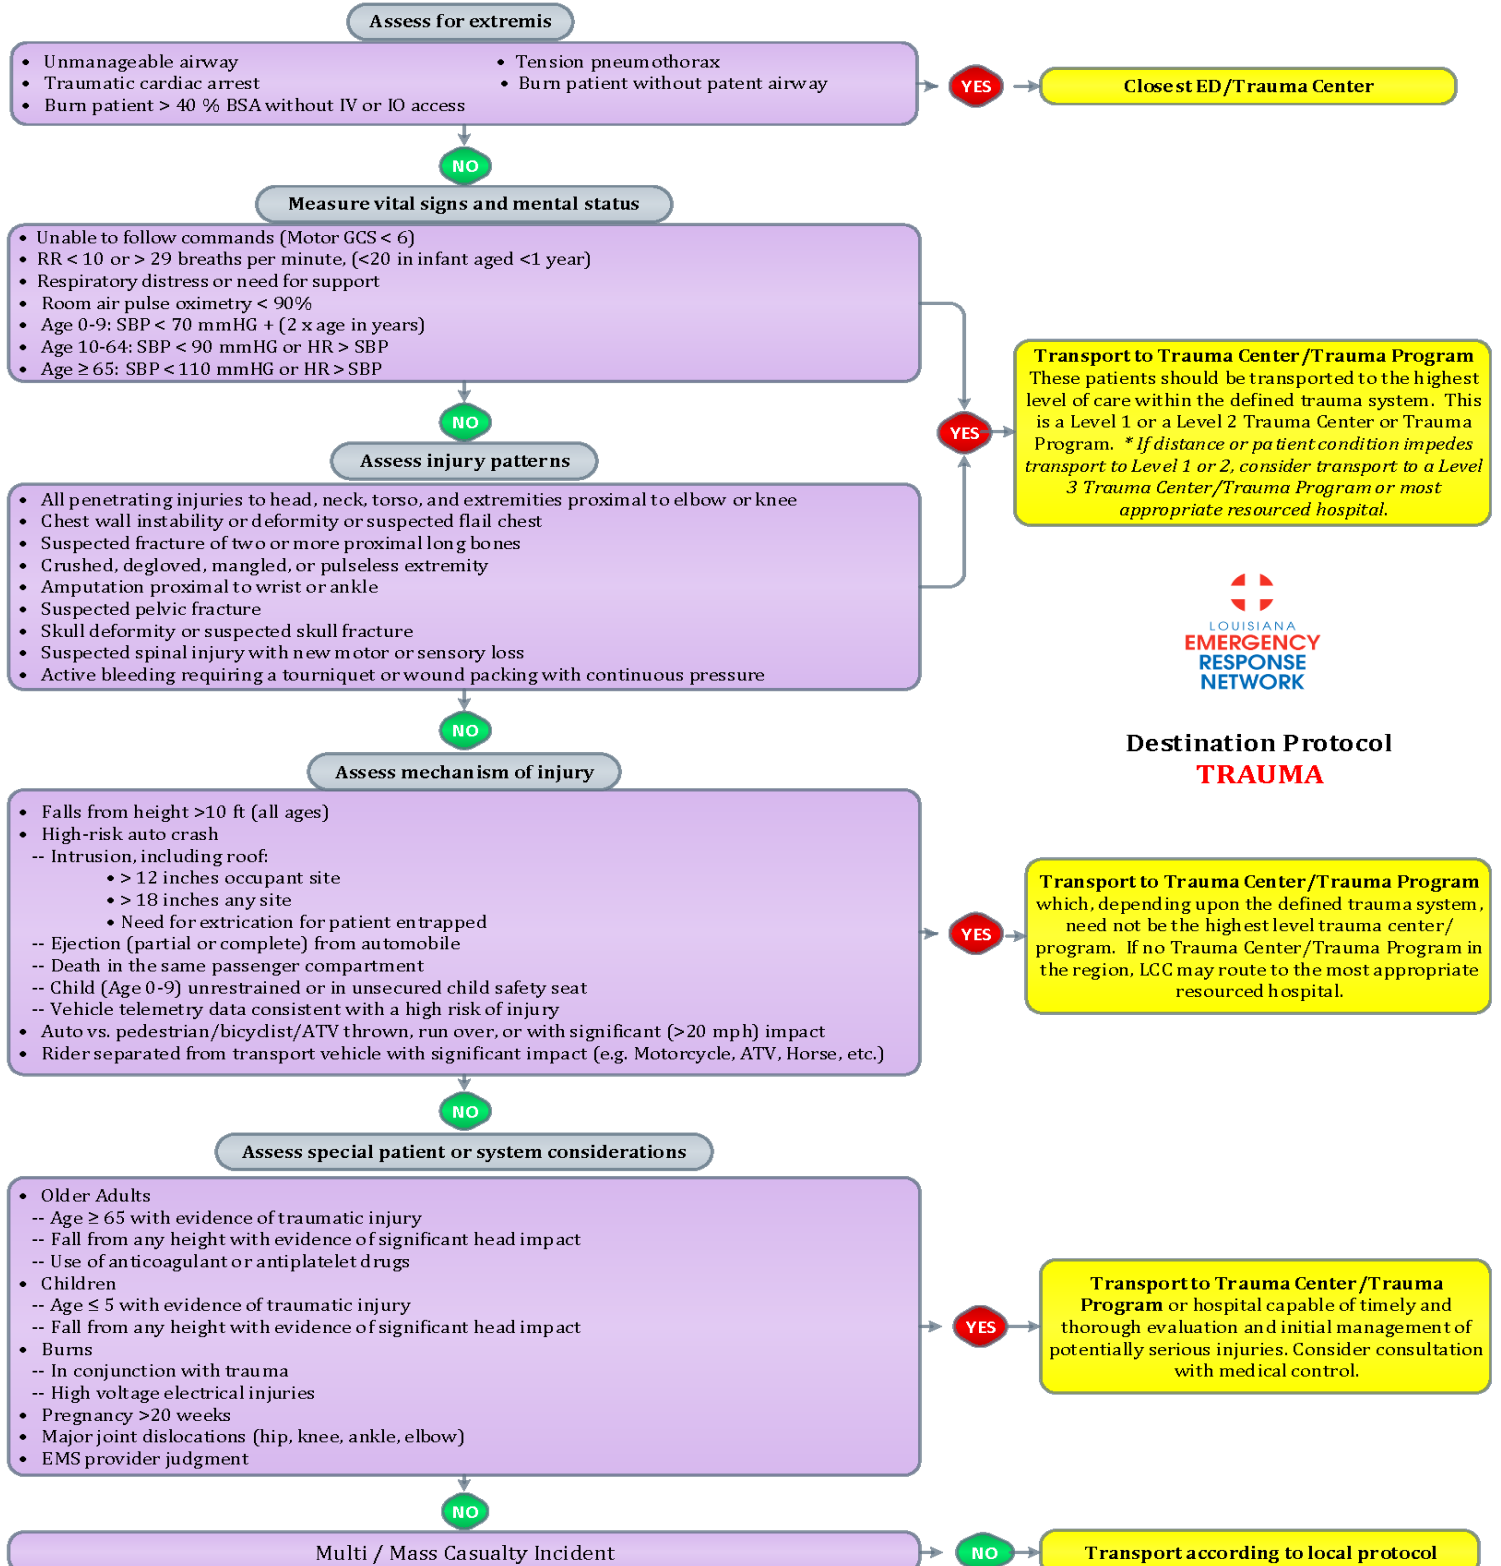 Assess for extremis
• Unmanageable airway
• Tension pneumothorax
• Traumatic cardiac arrest
• Burn patient without patent airway
• Burn patient > 40 % BSA without IV or IO access
YES
Closest ED/Trauma Center
NO
Measure vital signs and mental status
• Unable to follow commands (Motor GCS < 6)
• RR < 10 or > 29 breaths per minute, (<20 in infant aged <1 year)
• Respiratory distress or need for support
• Room air pulse oximetry < 90%
• Age 0-9: SBP < 70 mmHG + (2 x age in years)
• Age 10-64: SBP < 90 mmHG or HR > SBP
• Age ≥ 65: SBP < 110 mmHG or HR > SBP
NO
YES
Transport to Trauma Center/Trauma Program
These patients should be transported to the highest
level of care within the defined trauma system. This
is a Level 1 or a Level 2 Trauma Center or Trauma
Program. * If distance or patient condition impedes
transport to Level 1 or 2, consider transport to a Level
3 Trauma Center/Trauma Program or most
appropriate resourced hospital.
Assess injury patterns
• All penetrating injuries to head, neck, torso, and extremities proximal to elbow or knee
• Chest wall instability or deformity or suspected flail chest
• Suspected fracture of two or more proximal long bones
• Crushed, degloved, mangled, or pulseless extremity
• Amputation proximal to wrist or ankle
• Suspected pelvic fracture
• Skull deformity or suspected skull fracture
• Suspected spinal injury with new motor or sensory loss
• Active bleeding requiring a tourniquet or wound packing with continuous pressure
LOUISIANA
EMERGENCY
RESPONSE
NETWORK
NO
Destination Protocol
TRAUMA
Assess mechanism of injury
• Falls from height >10 ft (all ages)
• High-risk auto crash
-- Intrusion, including roof:
• > 12 inches occupant site
• > 18 inches any site
• Need for extrication for patient entrapped
-- Ejection (partial or complete) from automobile
-- Death in the same passenger compartment
-- Child (Age 0-9) unrestrained or in unsecured child safety seat
-- Vehicle telemetry data consistent with a high risk of injury
• Auto vs. pedestrian/bicyclist/ATV thrown, run over, or with significant (>20 mph) impact
• Rider separated from transport vehicle with significant impact (e.g. Motorcycle, ATV, Horse, etc.)
YES
Transport to Trauma Center/Trauma Program
which, depending upon the defined trauma system,
need not be the highest level trauma center/
program. If no Trauma Center/Trauma Program in
the region, LCC may route to the most appropriate
resourced hospital.
NO
Assess special patient or system considerations
• Older Adults
-- Age ≥ 65 with evidence of traumatic injury
-- Fall from any height with evidence of significant head impact
-- Use of anticoagulant or antiplatelet drugs
• Children
-- Age ≤ 5 with evidence of traumatic injury
-- Fall from any height with evidence of significant head impact
• Burns
-- In conjunction with trauma
-- High voltage electrical injuries
• Pregnancy >20 weeks
• Major joint dislocations (hip, knee, ankle, elbow)
• EMS provider judgment
YES
Transport to Trauma Center/Trauma
Program or hospital capable of timely and
thorough evaluation and initial management of
potentially serious injuries. Consider consultation
with medical control.
NO
Multi / Mass Casualty Incident
NO
Transport according to local protocol